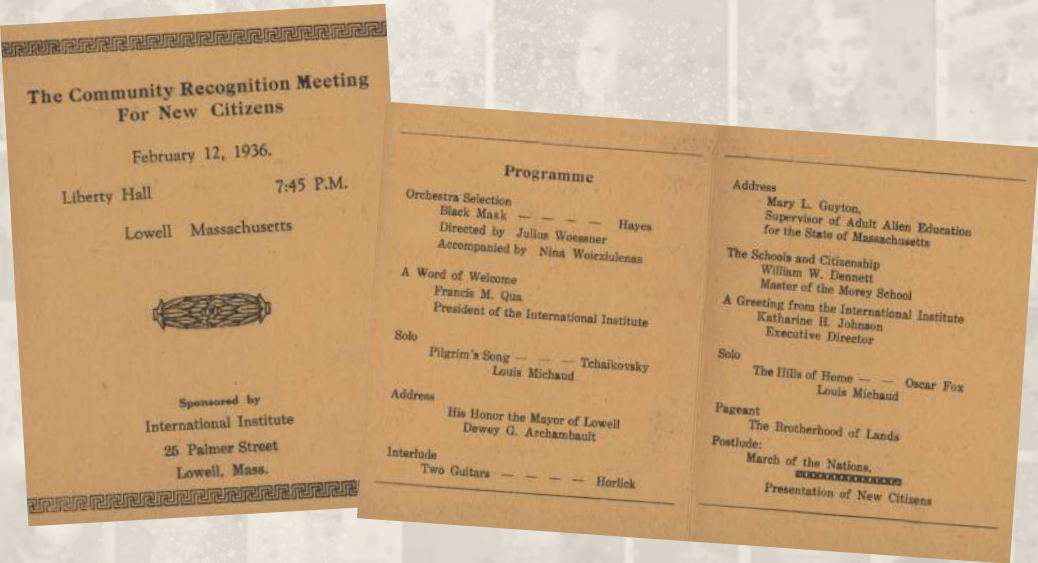 The Community Recognition Meeting
For New Citizens
February 12, 1936.
Liberty Hall 7:45 P.M.
Lowell Massachusetts
Sponsored by
International Institute
25 Palmer Street
Lowell, Mass.
Programme
Orchestra Selection
Black Mask — — — — Hayes
Directed by Julius Woessner
Accompanied by Nina Woicziulenas
A Word of Welcome
Francis M. Qua
President of the International Institute
Solo
Pilgrim's Song — — — Tchaikovsky
Louis Michaud
Address
His Honor the Mayor of Lowell
Dewey G. Archambault
Interlude
Two Guitars — — — — Horlick
Address
Mary L. Guyton,
Supervisor of Adult Alien Education
for the State of Massachusetts
The Schools and Citizenship
William W. Dennett
Master of the Morey School
A Greeting from the International Institute
Katharine H. Johnson
Executive Director
Solo
The Hills of Home — — Oscar Fox
Louis Michaud
Pageant
The Brotherhood of Lands
Postlude:
March of the Nations.
Presentation of New Citizens